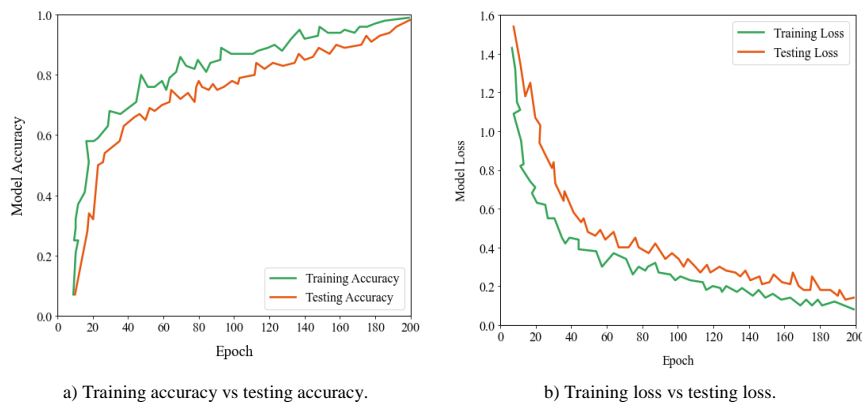 1.0
0.8
0.6
0.4
0.2
0.0
Model Accuracy
Training Accuracy
Testing Accuracy
0 20 40 60 80 100 120 140 160 180 200
Epoch
a) Training accuracy vs testing accuracy.
1.6
1.4
1.2
1.0
0.8
0.6
0.4
0.2
0.0
Model Loss
Training Loss
Testing Loss
0 20 40 60 80 100 120 140 160 180 200
Epoch
b) Training loss vs testing loss.